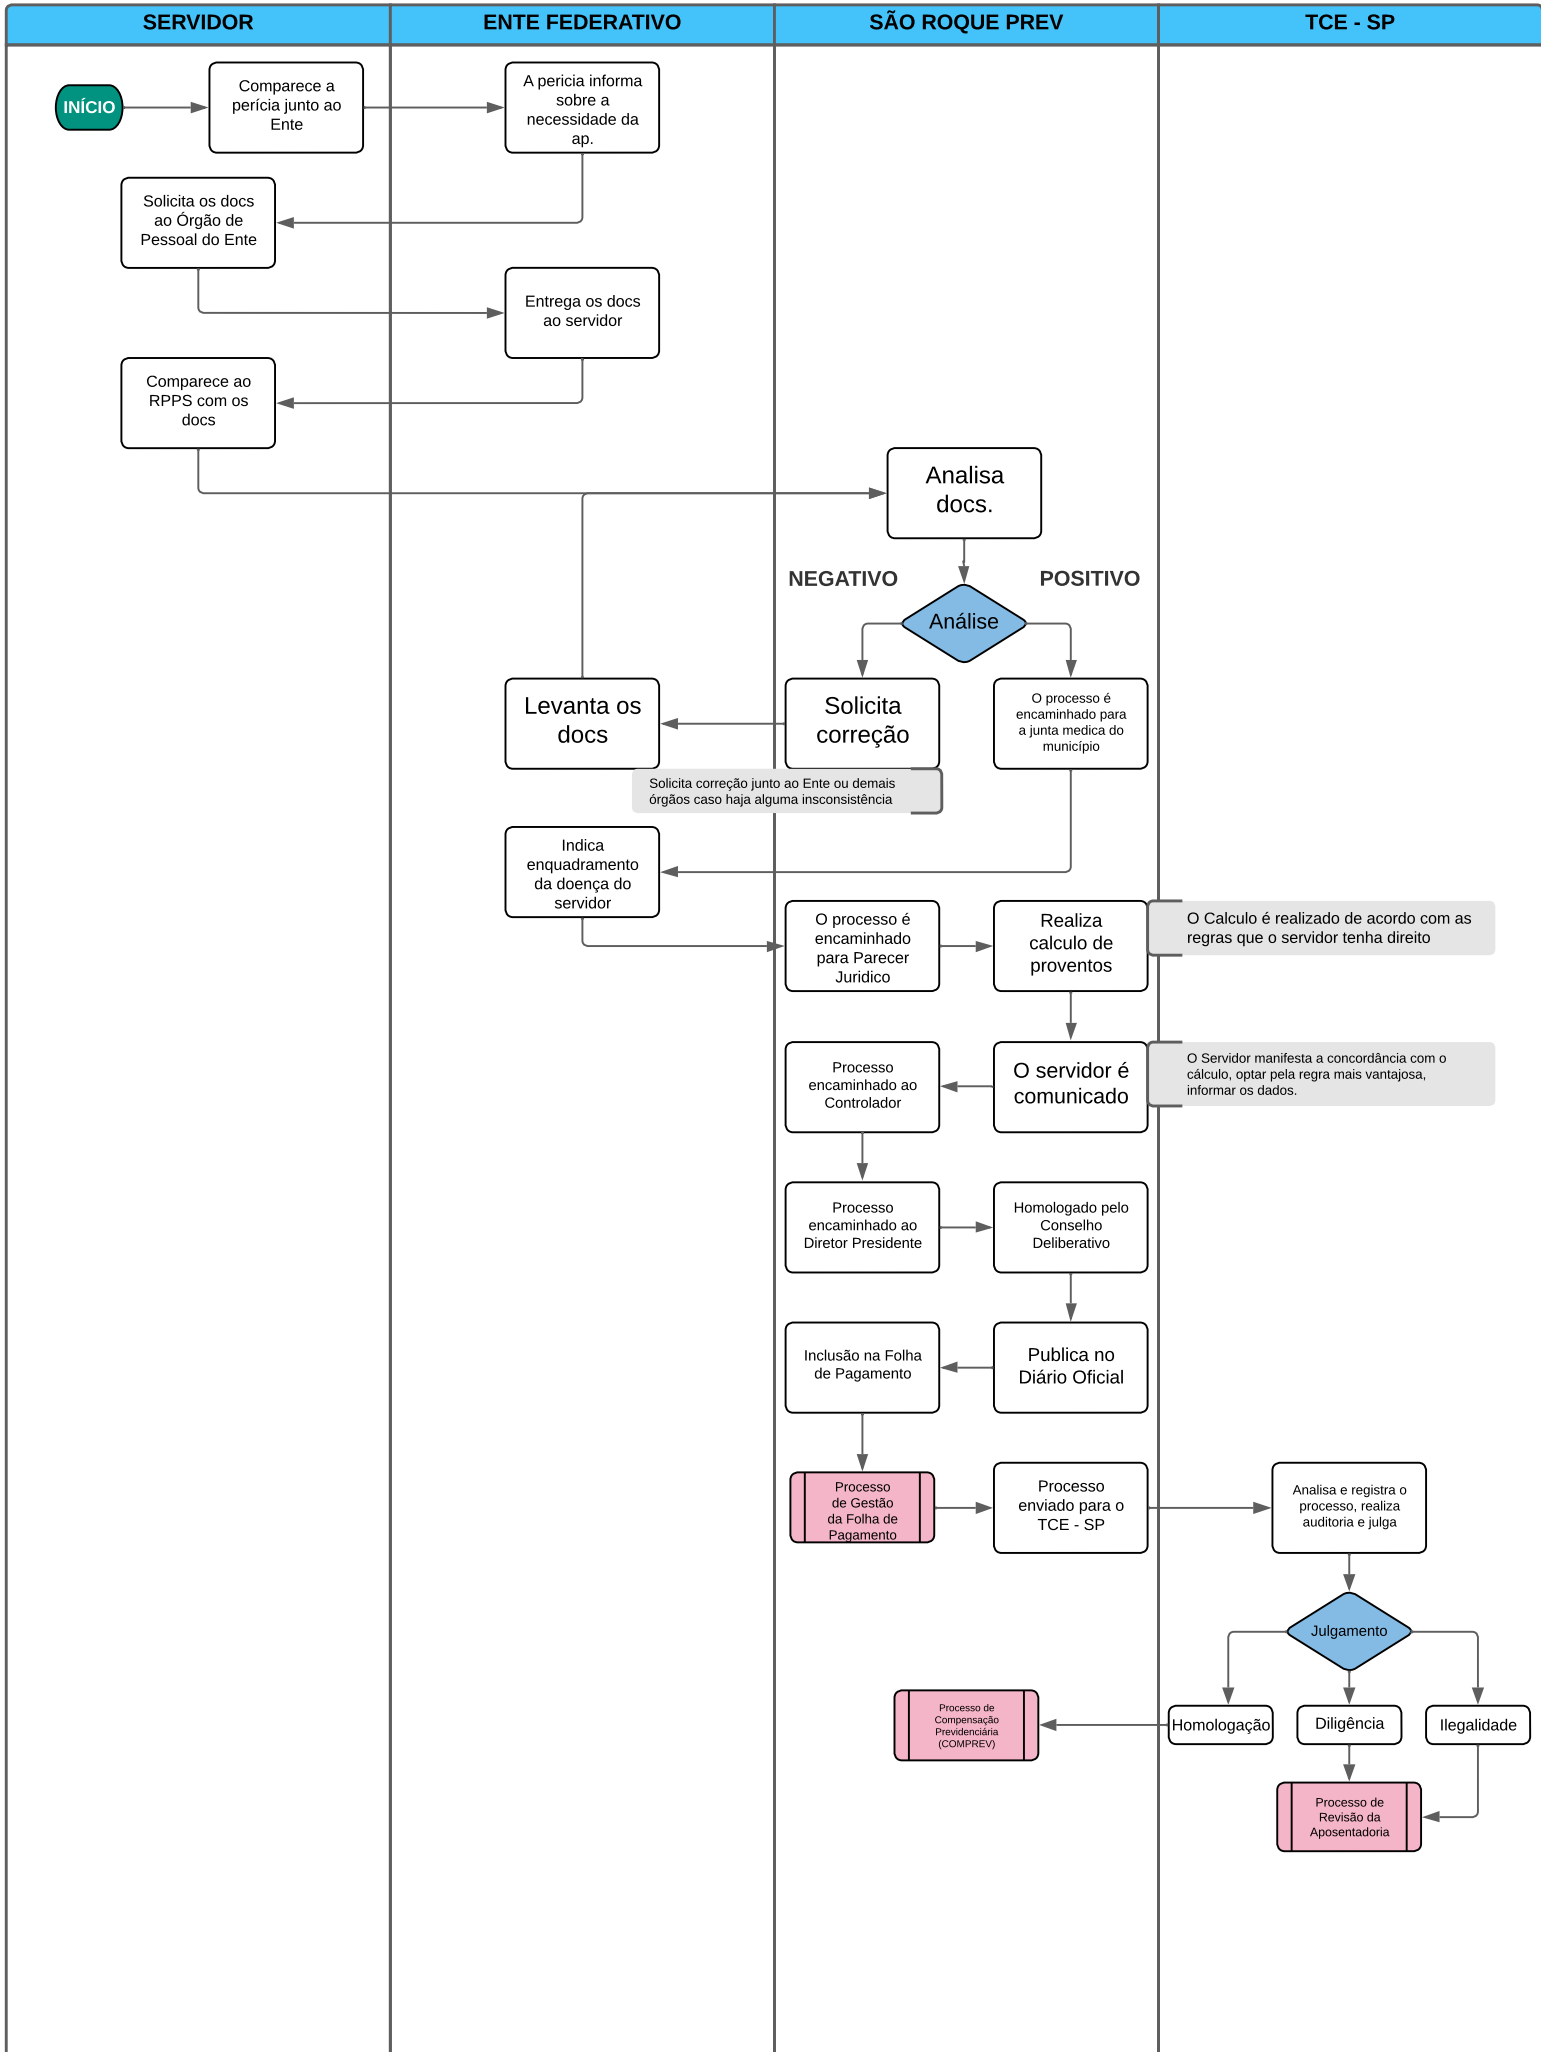 SERVIDOR
ENTE FEDERATIVO
SÃO ROQUE PREV
TCE - SP
INÍCIO
Comparece a
perícia junto ao
Ente
A pericia informa
sobre a
necessidade da
ap.
Solicita os docs
ao Órgão de
Pessoal do Ente
Entrega os docs
ao servidor
Comparece ao
RPPS com os
docs
Analisa
docs.
NEGATIVO
POSITIVO
Análise
Levanta os
docs
Solicita
correção
O processo é
encaminhado para
a junta medica do
município
Solicita correção junto ao Ente ou demais
órgãos caso haja alguma insconsistência
Indica
enquadramento
da doença do
servidor
O processo é
encaminhado
para Parecer
Juridico
Realiza
calculo de
proventos
O Calculo é realizado de acordo com as
regras que o servidor tenha direito
Processo
encaminhado ao
Controlador
O servidor é
comunicado
O Servidor manifesta a concordância com o
cálculo, optar pela regra mais vantajosa,
informar os dados.
Processo
encaminhado ao
Diretor Presidente
Homologado pelo
Conselho
Deliberativo
Inclusão na Folha
de Pagamento
Publica no
Diário Oficial
Processo
de Gestão
da Folha de
Pagamento
Processo
enviado para o
TCE - SP
Analisa e registra o
processo, realiza
auditoria e julga
Julgamento
Processo de
Compensação
Previdenciária
(COMPREV)
Homologação
Diligência
Ilegalidade
Processo de
Revisão da
Aposentadoria